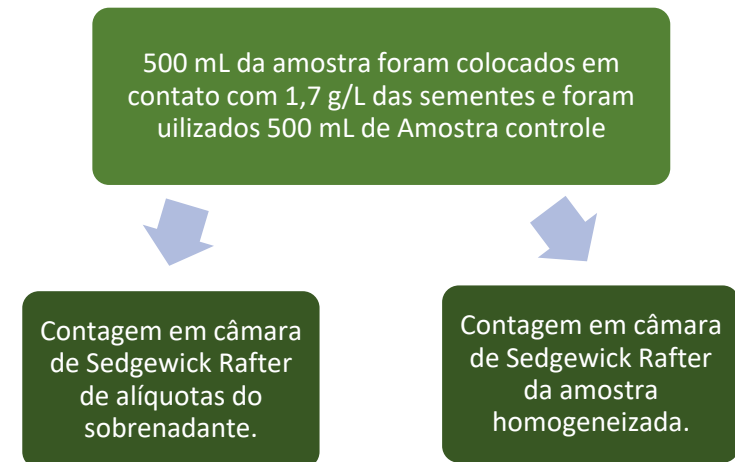 500 mL da amostra foram colocados em
contato com 1,7 g/L das sementes e foram
uilizados 500 mL de Amostra controle
Contagem em câmara
de Sedgewick Rafter
de alíquotas do
sobrenadante.
Contagem em câmara
de Sedgewick Rafter
da amostra
homogeneizada.